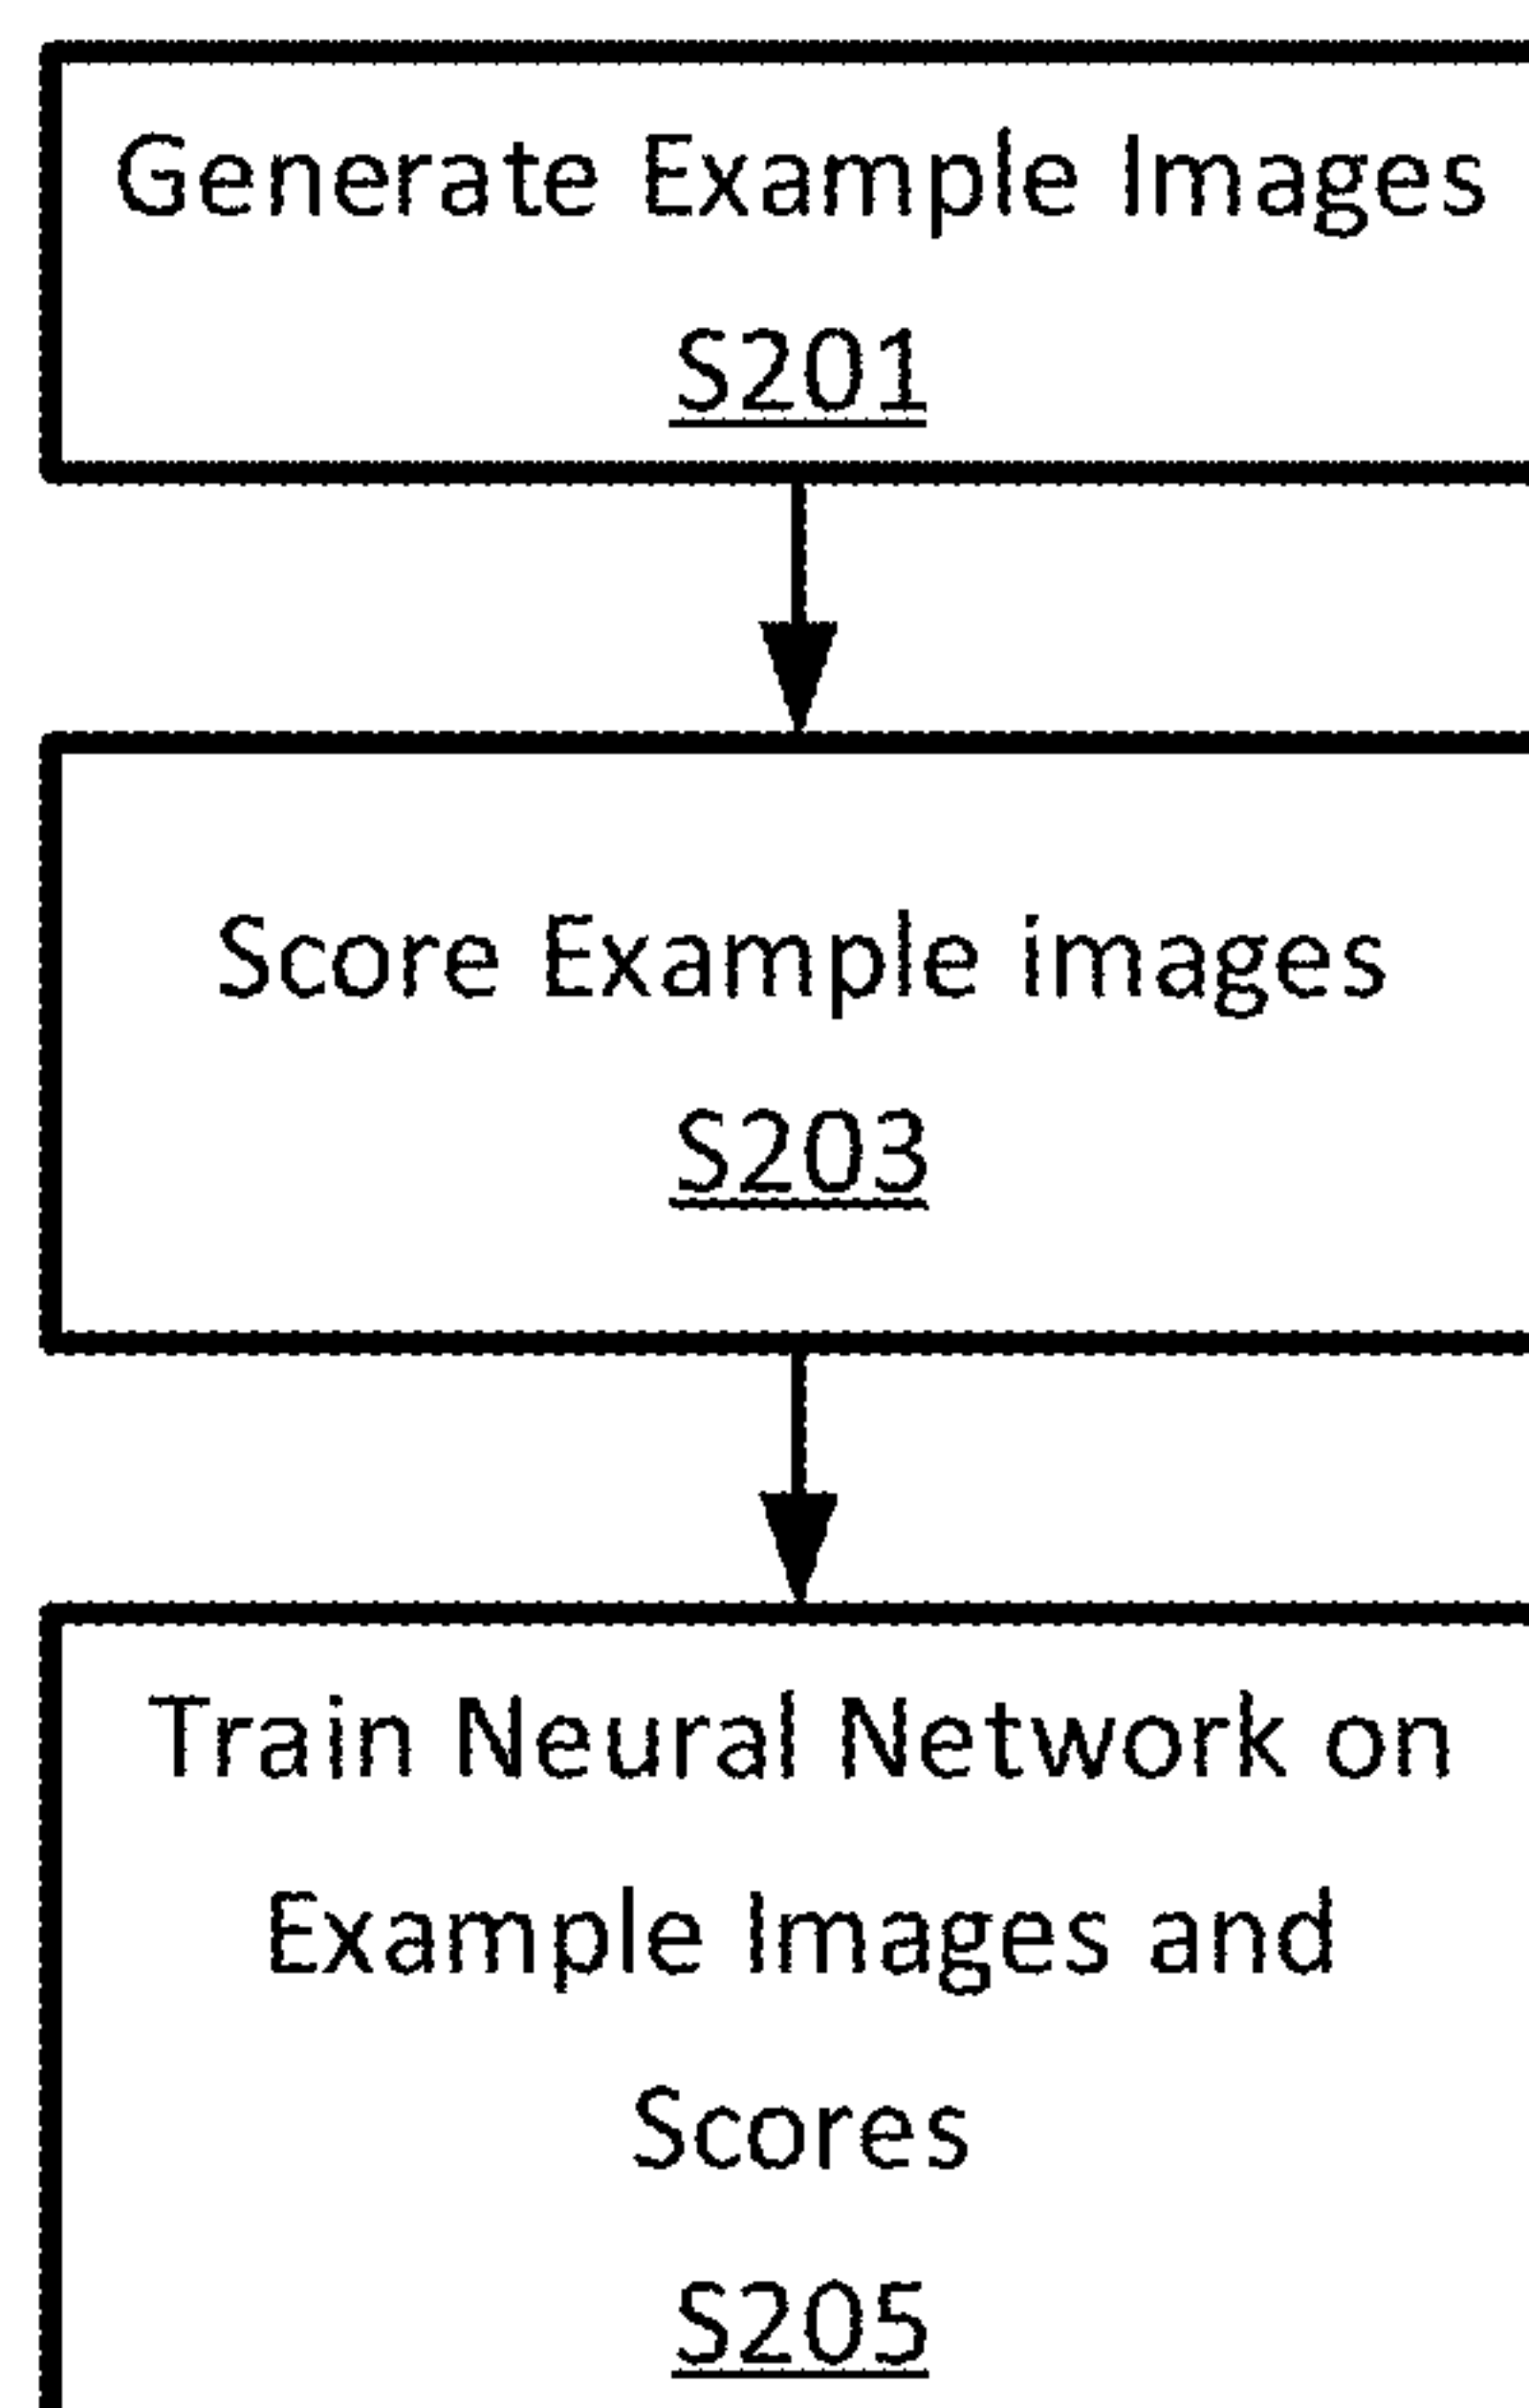 Generate Example Images
S201
Score Example images
S203
Train Neural Network on
Example Images and
Scores
S205